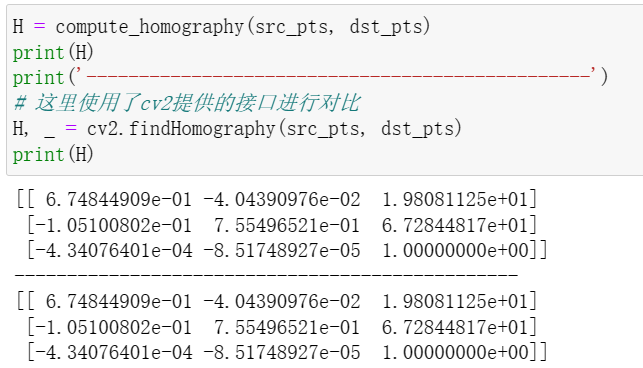 H = compute_homography(src_pts, dst_pts)
print(H)
print('------------------------------------------------')
# 这里使用了cv2提供的接口进行对比
H, _ = cv2.findHomography(src_pts, dst_pts)
print(H)
[[ 6.74844909e-01 -4.04390976e-02  1.98081125e+01]
 [-1.05100802e-01  7.55496521e-01  6.72844817e+01]
 [-4.34076401e-04 -8.51748927e-05  1.00000000e+00]]
------------------------------------------------
[[ 6.74844909e-01 -4.04390976e-02  1.98081125e+01]
 [-1.05100802e-01  7.55496521e-01  6.72844817e+01]
 [-4.34076401e-04 -8.51748927e-05  1.00000000e+00]]